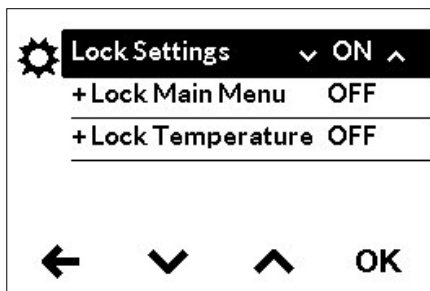 Lock Settings ON
+Lock Main Menu OFF
+Lock Temperature OFF
OK